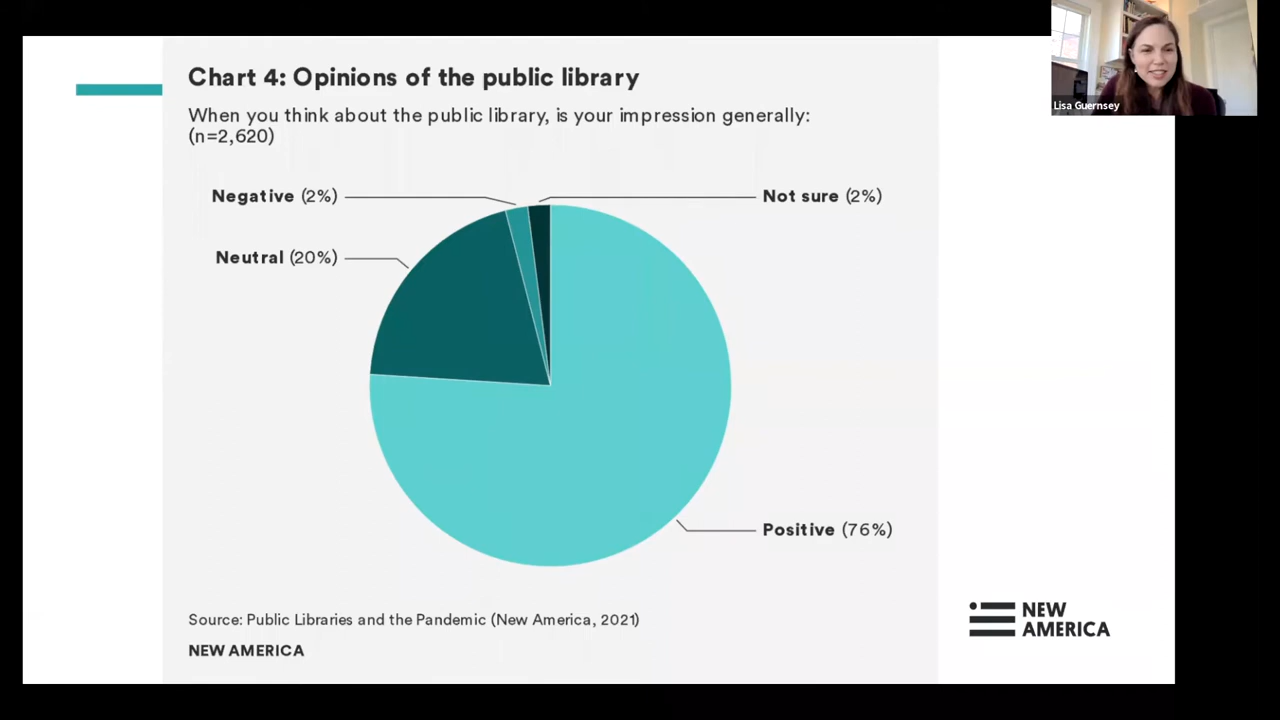 Chart 4: Opinions of the public library
When you think about the public library, is your impression generally:
(n=2,620)
Negative (2%)
Not sure (2%)
Neutral (20%)
Positive (76%)
Source: Public Libraries and the Pandemic (New America, 2021)
NEW AMERICA
NEW
AMERICA
Lisa Guernsey